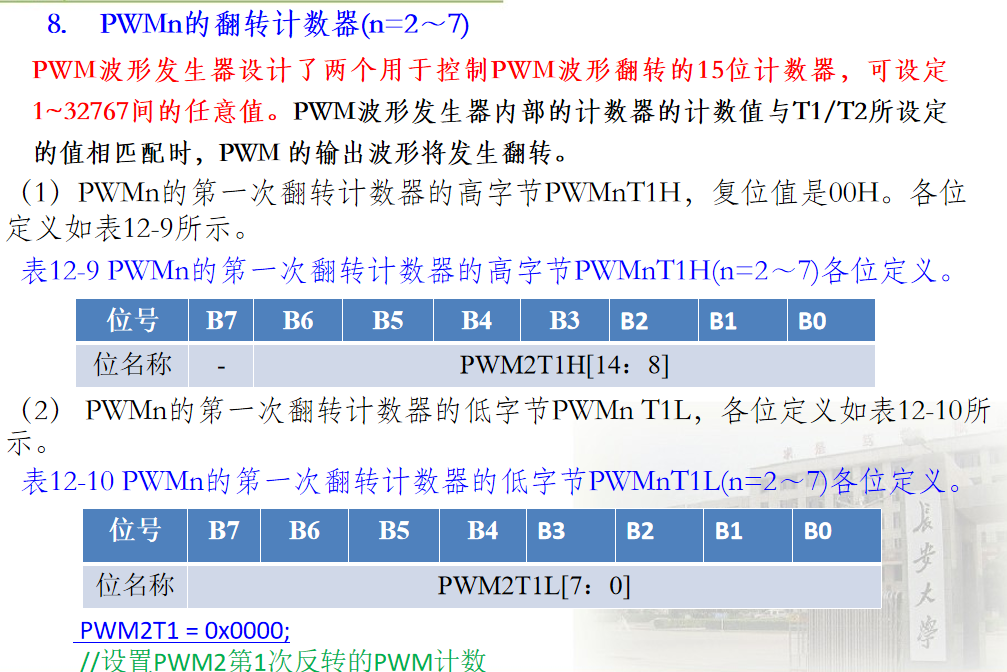 8. PWMn的翻转计数器(n=2～7)
PWM波形发生器设计了两个用于控制PWM波形翻转的15位计数器，可设定
1~32767间的任意值。PWM波形发生器内部的计数器的计数值与T1/T2所设定
的值相匹配时，PWM 的输出波形将发生翻转。
（1）PWMn的第一次翻转计数器的高字节PWMnT1H，复位值是00H。各位
定义如表12-9所示。
表12-9 PWMn的第一次翻转计数器的高字节PWMnT1H(n=2～7)各位定义。
位号 B7 B6 B5 B4 B3 B2 B1 B0
位名称 - PWM2T1H[14：8]
（2） PWMn的第一次翻转计数器的低字节PWMn T1L，各位定义如表12-10所
示。
表12-10 PWMn的第一次翻转计数器的低字节PWMnT1L(n=2～7)各位定义。
位号 B7 B6 B5 B4 B3 B2 B1 B0
位名称 PWM2T1L[7：0]
PWM2T1 = 0x0000;
//设置PWM2第1次反转的PWM计数
长安大学